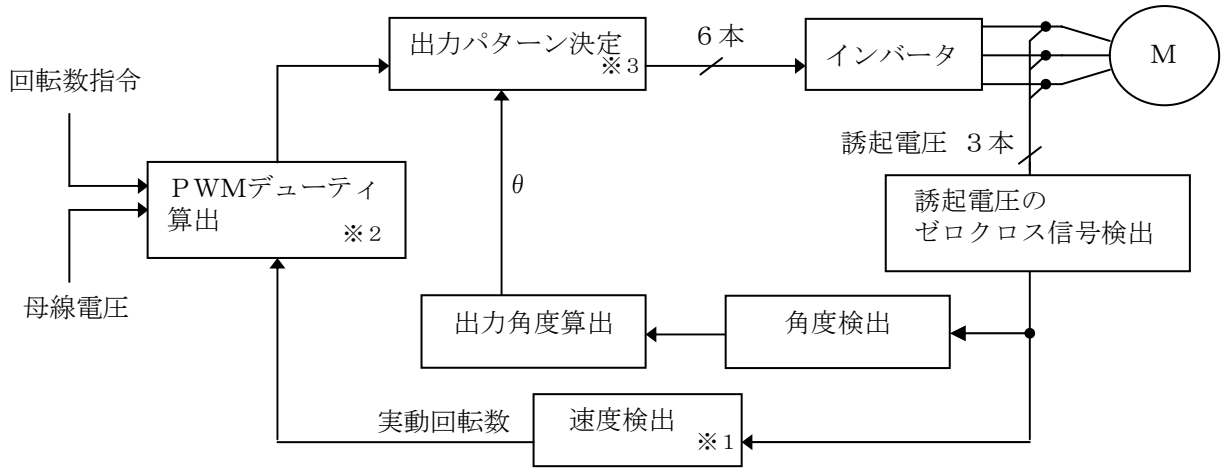 出力パターン決定
※3
6本
インバータ
M
回転数指令
誘起電圧 3本
PWMデューティ
算出
※2
θ
誘起電圧の
ゼロクロス信号検出
母線電圧
出力角度算出
角度検出
実動回転数
速度検出
※1